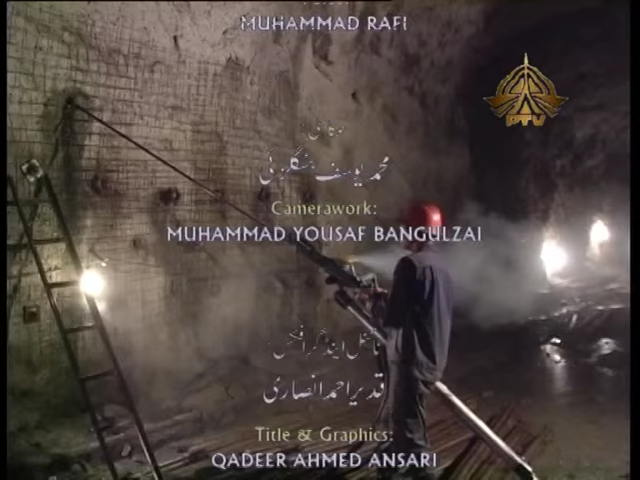 MUHAMMAD RAFI
PTV
عکاسی
محمد یوسف بنگلزئی
Camerawork:
MUHAMMAD YOUSAF BANGULZAI
ٹائٹل اینڈ گرافکس
قدیر احمد انصاری
Title & Graphics:
QADEER AHMED ANSARI